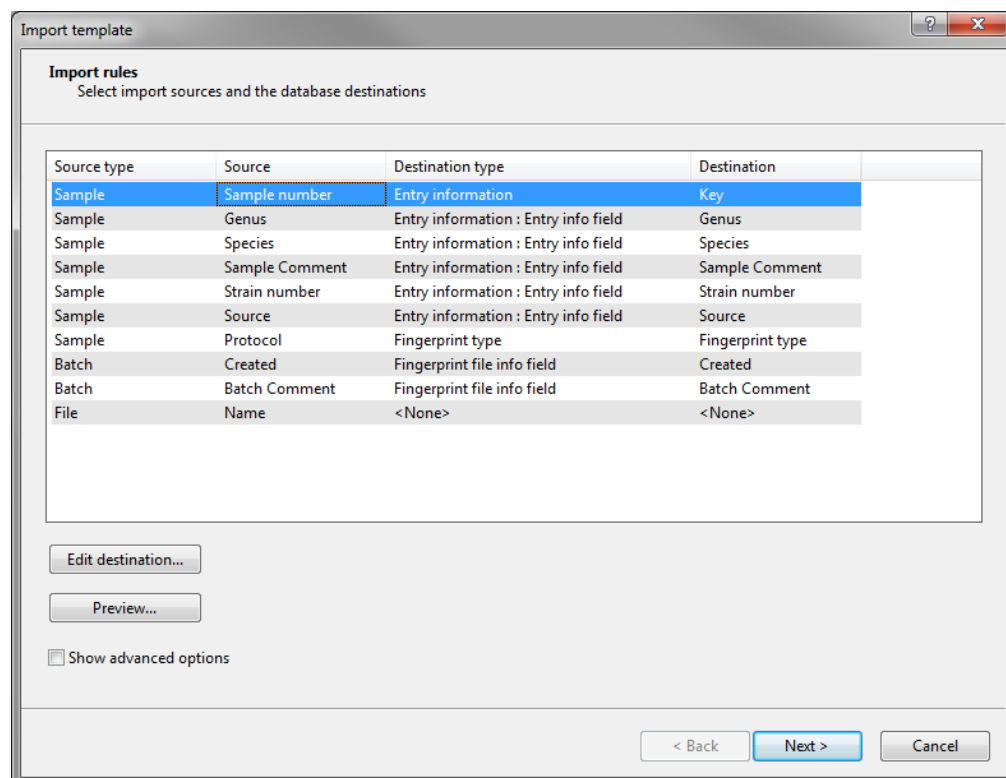 Import template
Import rules
Select import sources and the database destinations
Source type Source Destination type Destination
Sample Sample number Entry information Key
Sample Genus Entry information : Entry info field Genus
Sample Species Entry information : Entry info field Species
Sample Sample Comment Entry information : Entry info field Sample Comment
Sample Strain number Entry information : Entry info field Strain number
Sample Source Entry information : Entry info field Source
Sample Protocol Fingerprint type Fingerprint type
Batch Created Fingerprint file info field Created
Batch Batch Comment Fingerprint file info field Batch Comment
File Name <None> <None>
Edit destination...
Preview...
Show advanced options
< Back Next > Cancel